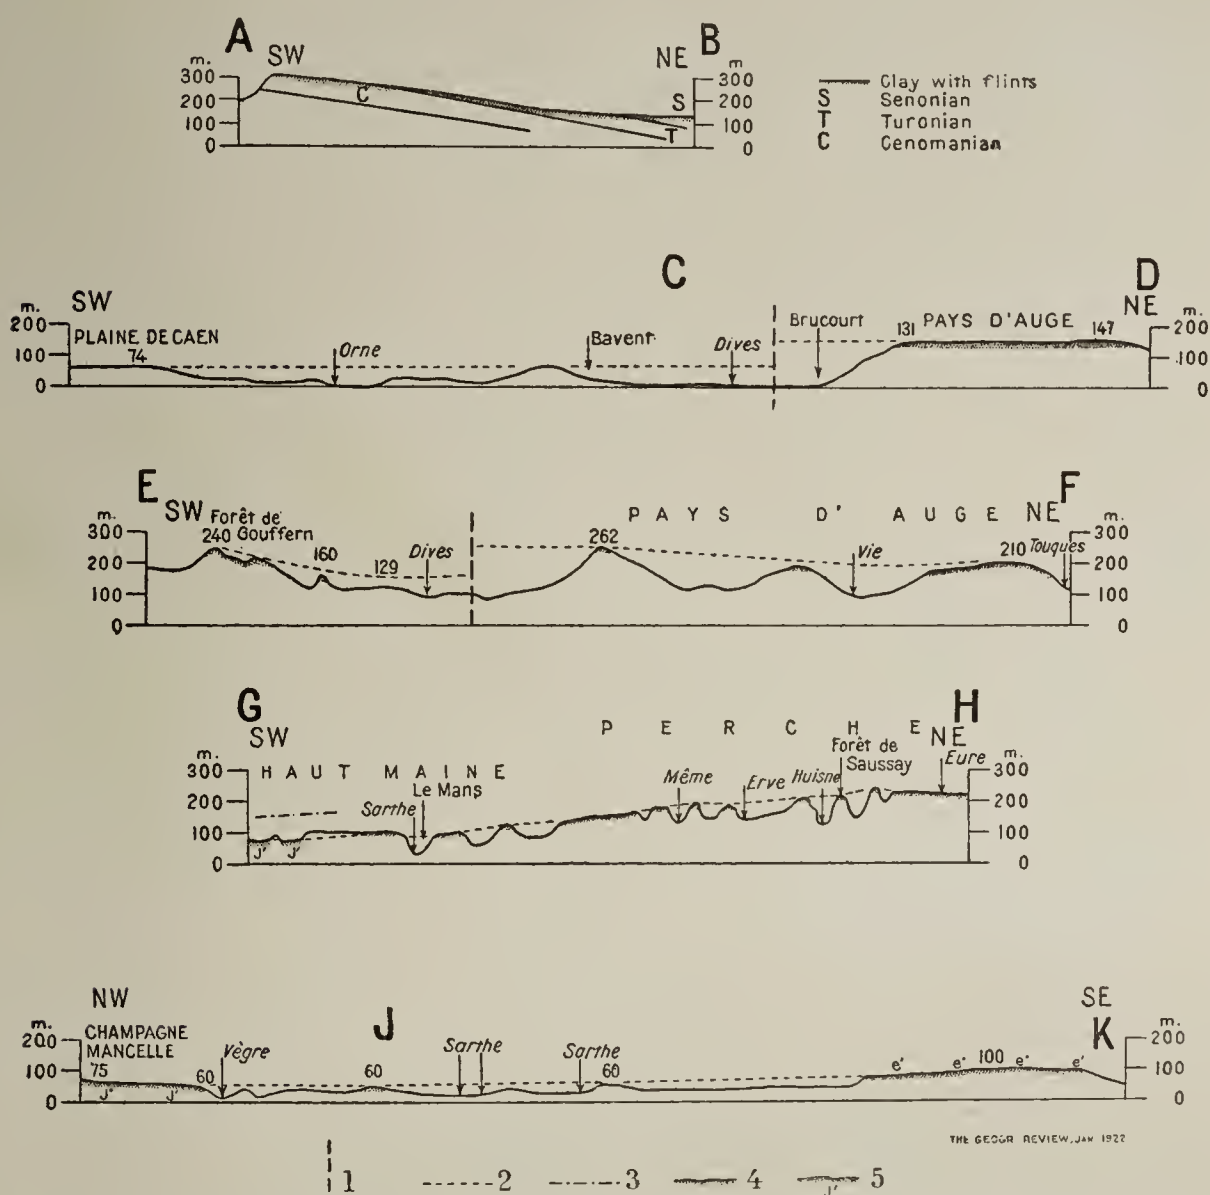 A B
SW NE
m. m
300 300 Clay with flints
200 C S 200 S Senonian
100 100 T Turonian
0 T 0 C Cenomanian
C D
SW NE
m. m.
200 PLAINE DE CAEN Bavent Brucourt 131 PAYS D'AUGE 147 200
100 74 Orne Dives 100
0 0
E F
SW PAYS D'AUGE NE
m. m.
300 Forêt de 300
240 Gouffern 262
200 160 129 Dives Vie 210 Touques 200
100 100
0 0
G H
SW PERCHE NE
m. m.
300 HAUT MAINE Forêt de Eure 300
Le Mans Même Erve Huisne Saussay
200 Sarthe 200
100 100
J' J'
0 0
NW SE
J K
m. m.
200 CHAMPAGNE Vègre Sarthe Sarthe 200
MANCELLE
100 75 60 60 60 e' e' 100 e' e' 100
0 J' J' 0
THE GEOGR. REVIEW, JAN. 1922
1 2 3 4 5
J'